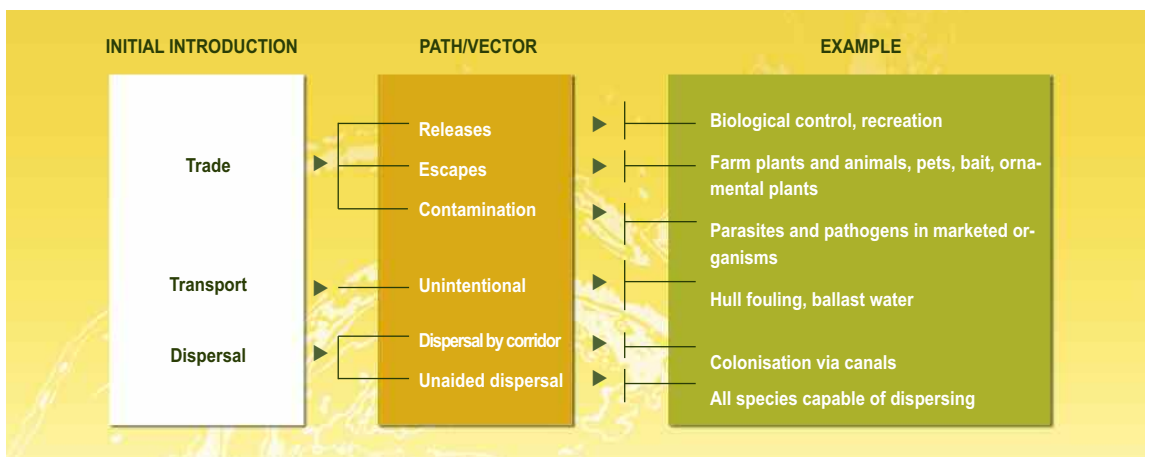 INITIAL INTRODUCTION
PATH/VECTOR
EXAMPLE
Trade
Releases
Escapes
Contamination
Biological control, recreation
Farm plants and animals, pets, bait, orna-
mental plants
Parasites and pathogens in marketed or-
ganisms
Transport
Unintentional
Hull fouling, ballast water
Dispersal
Dispersal by corridor
Unaided dispersal
Colonisation via canals
All species capable of dispersing